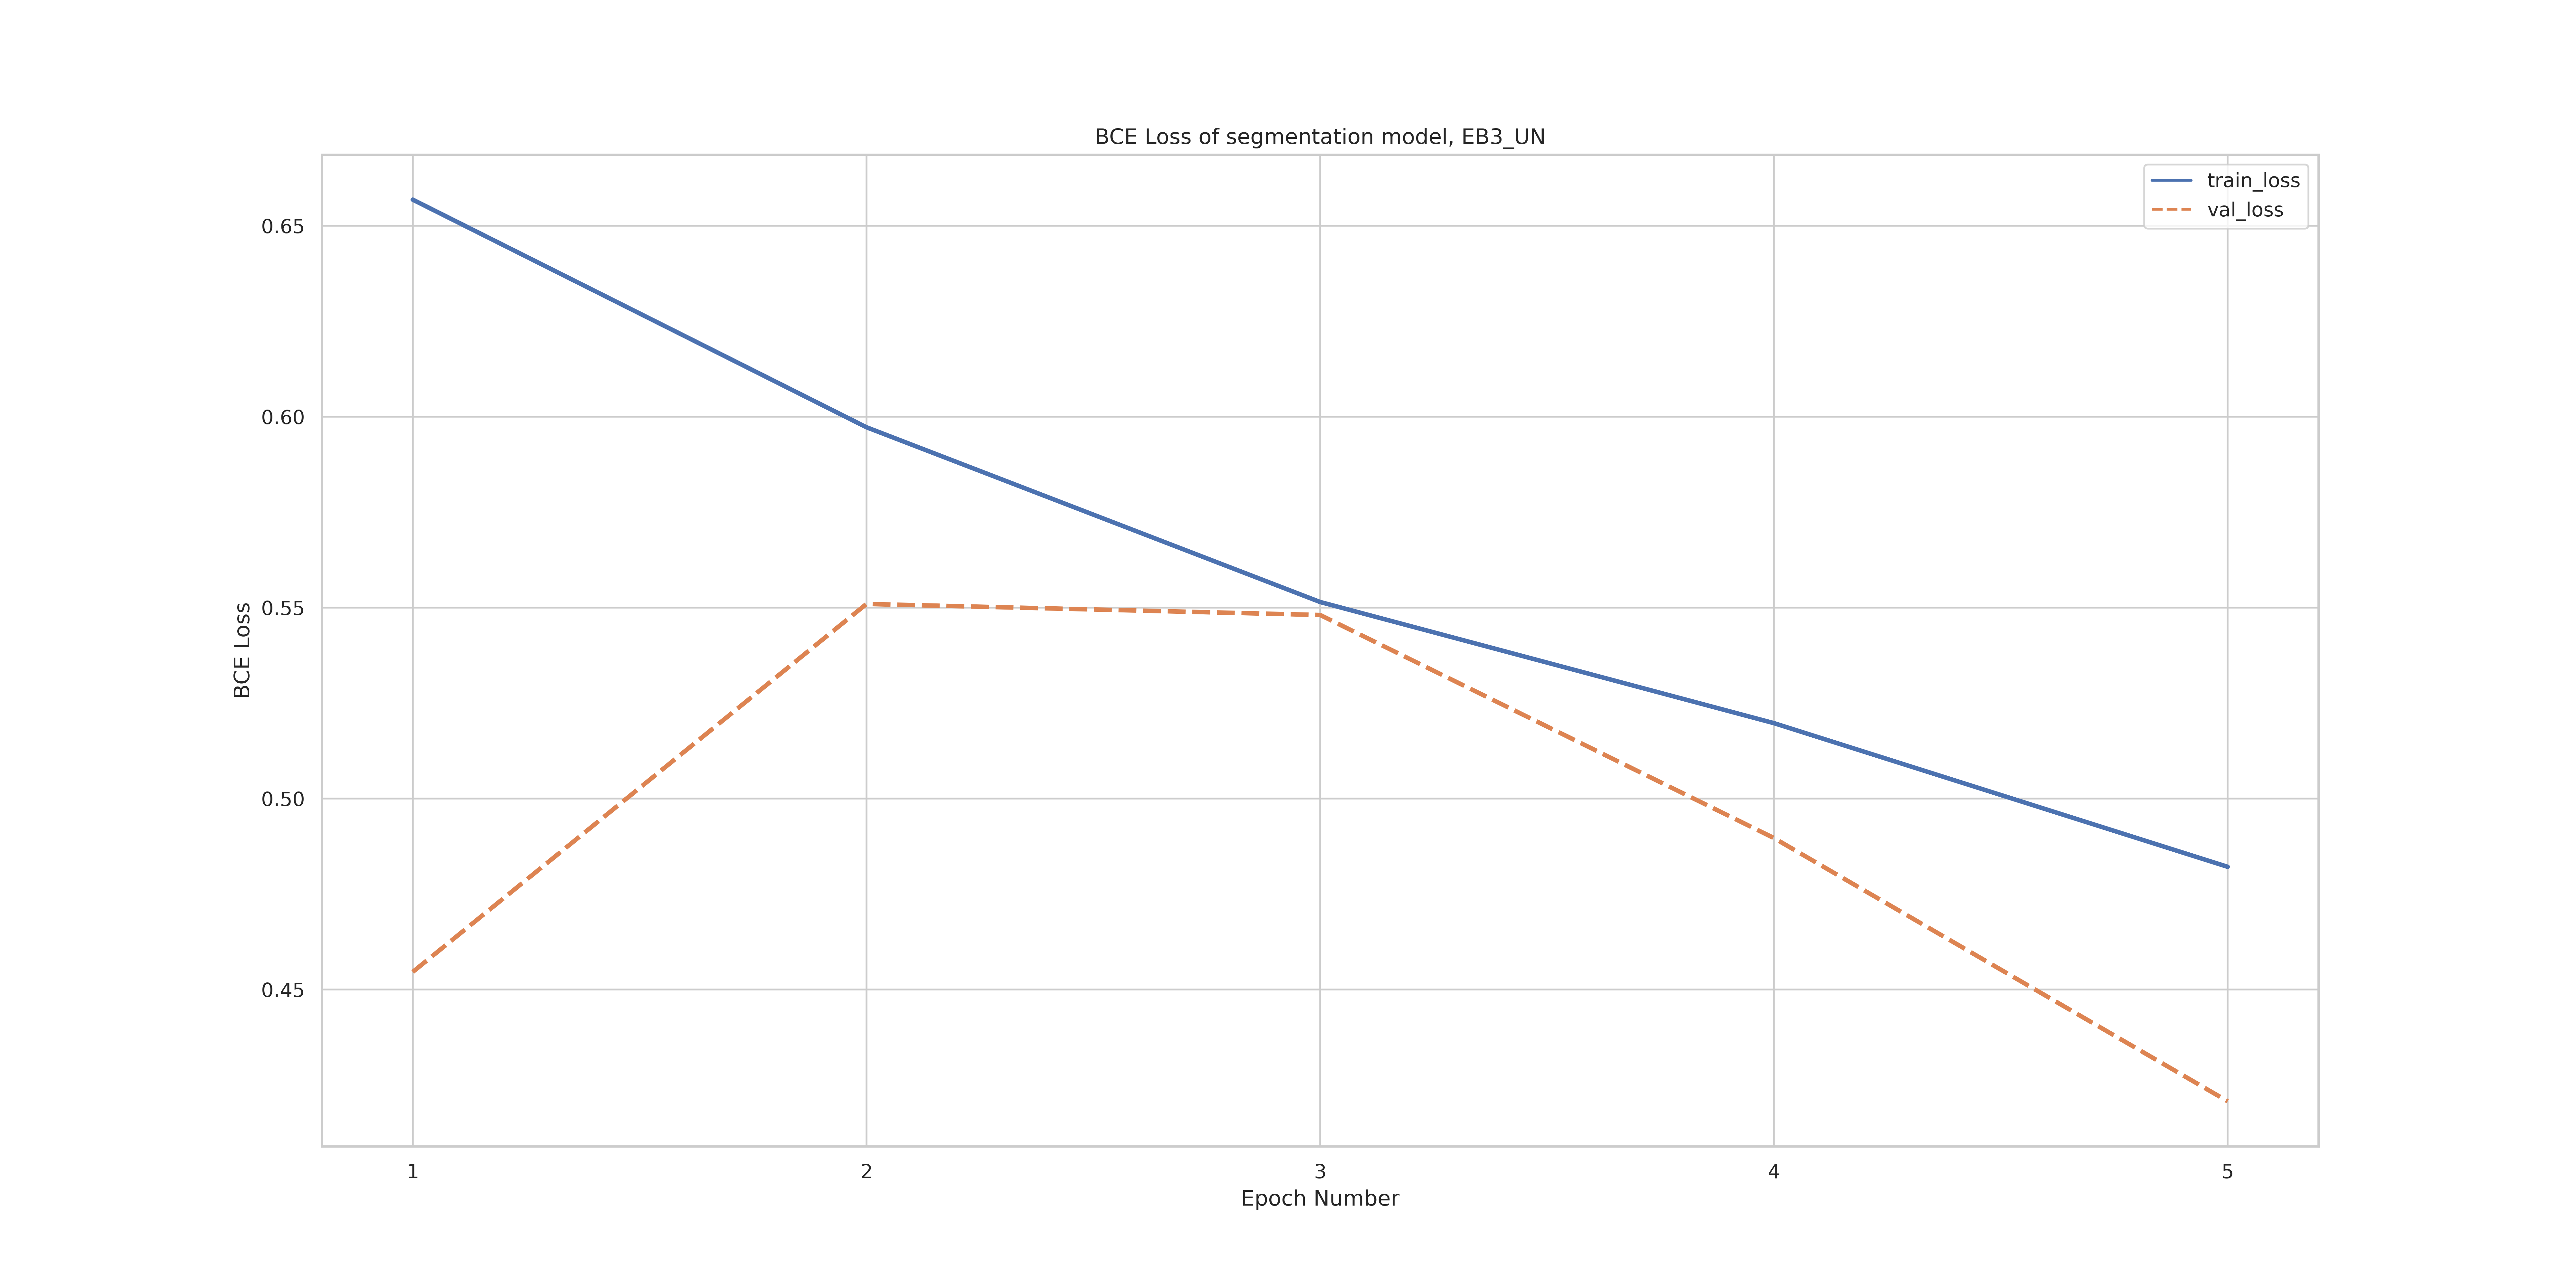 BCE Loss of segmentation model, EB3_UN
train_loss
val_loss
0.65
0.60
0.55
0.50
0.45
BCE Loss
1 2 3 4 5
Epoch Number